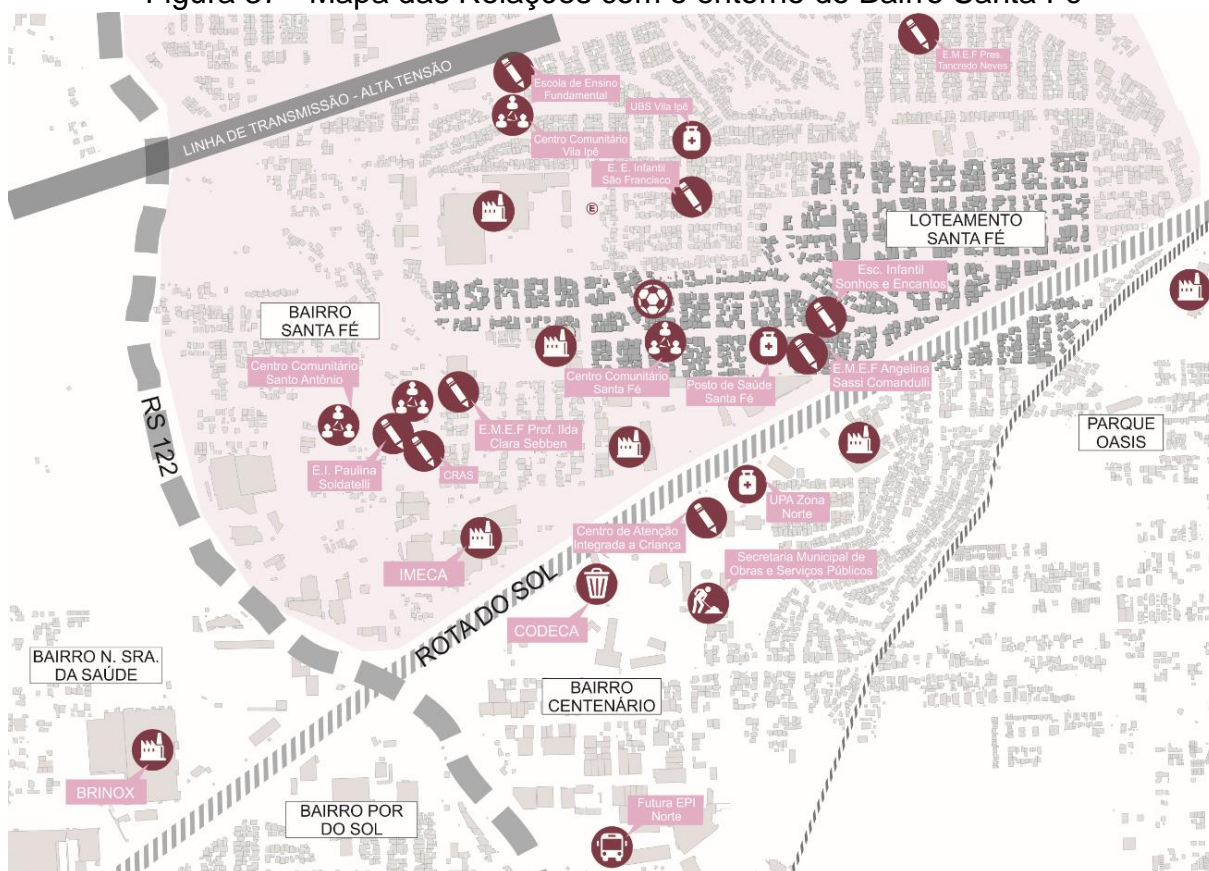 Figura 37 - Mapa das Relações com o entorno do Bairro Santa Fé
E.M.E.F Pres.
Tancredo Neves
LINHA DE TRANSMISSÃO - ALTA TENSÃO
Escola de Ensino
Fundamental
UBS Vila Ipê
Centro Comunitário
Vila Ipê
E. E. Infantil
São Francisco
E
LOTEAMENTO
SANTA FÉ
Esc. Infantil
Sonhos e Encantos
BAIRRO
SANTA FÉ
Centro Comunitário
Santo Antônio
Centro Comunitário
Santa Fé
Posto de Saúde
Santa Fé
E.M.E.F Angelina
Sassi Comandulli
RS 122
E.M.E.F Prof. Ilda
Clara Sebben
PARQUE
OASIS
E.I. Paulina
Soldatelli
CRAS
UPA Zona
Norte
Centro de Atenção
Integrada a Criança
Secretaria Municipal de
Obras e Serviços Públicos
IMECA
ROTA DO SOL
CODECA
BAIRRO N. SRA.
DA SAÚDE
BAIRRO
CENTENÁRIO
BRINOX
BAIRRO POR
DO SOL
Futura EPI
Norte